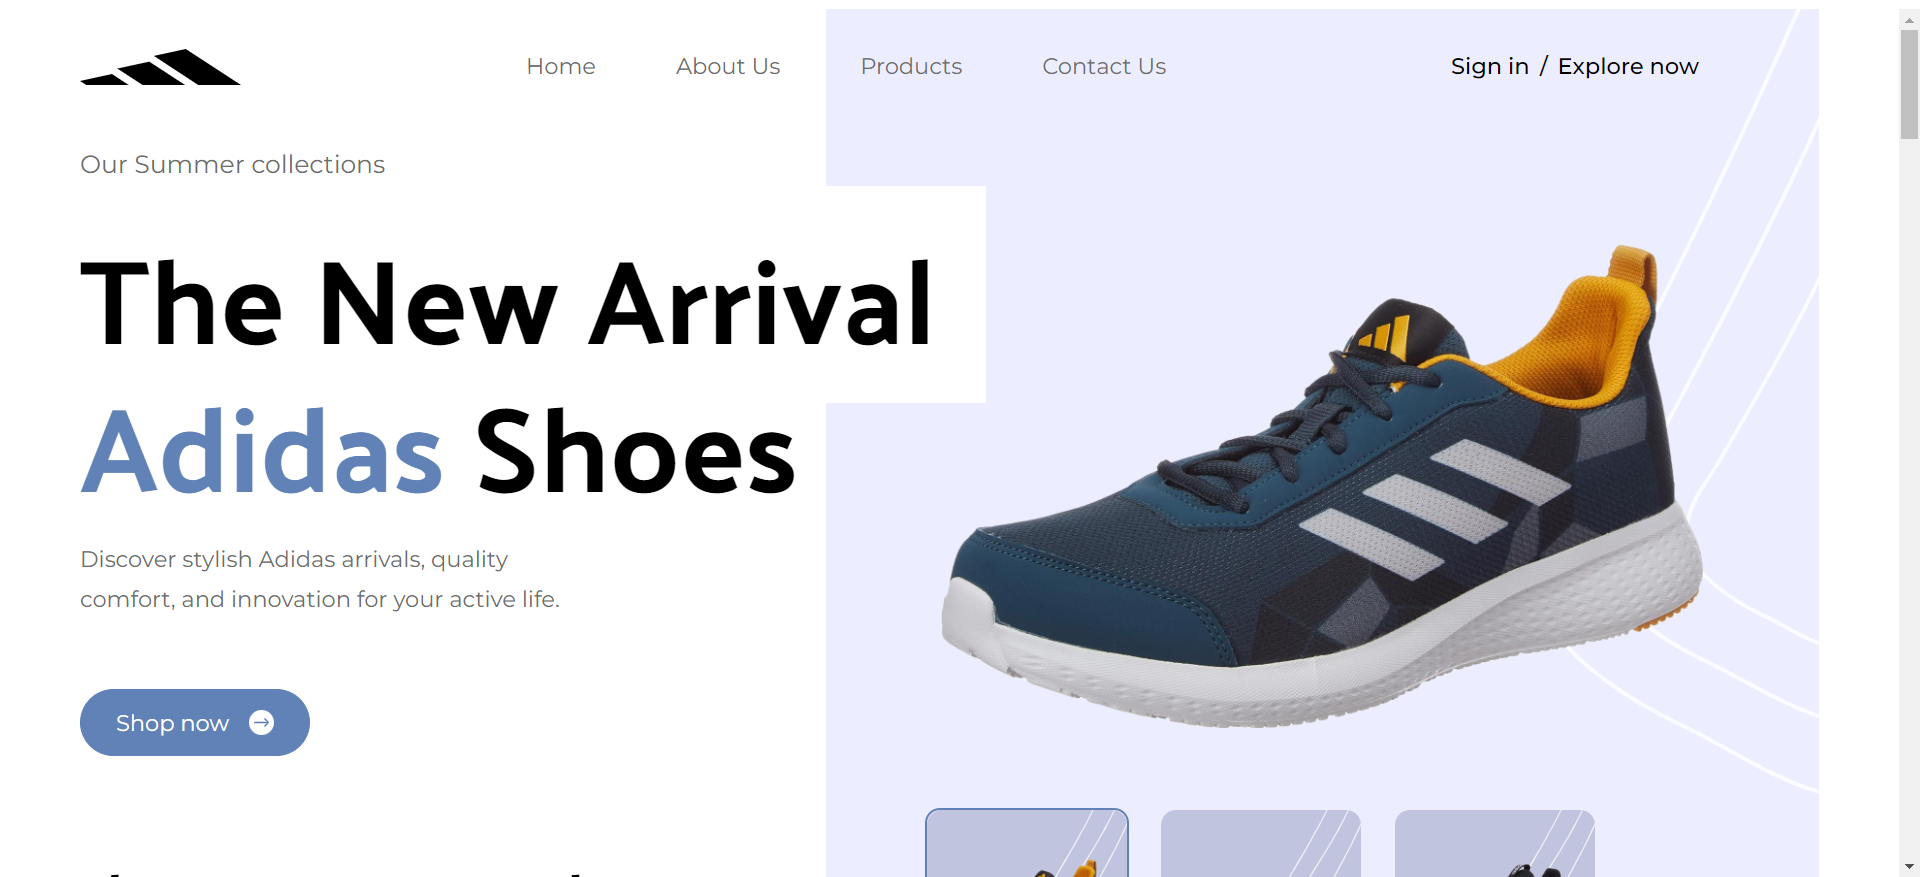 Home
About Us
Products
Contact Us
Sign in / Explore now
Our Summer collections
The New Arrival
Adidas Shoes
Discover stylish Adidas arrivals, quality
comfort, and innovation for your active life.
Shop now